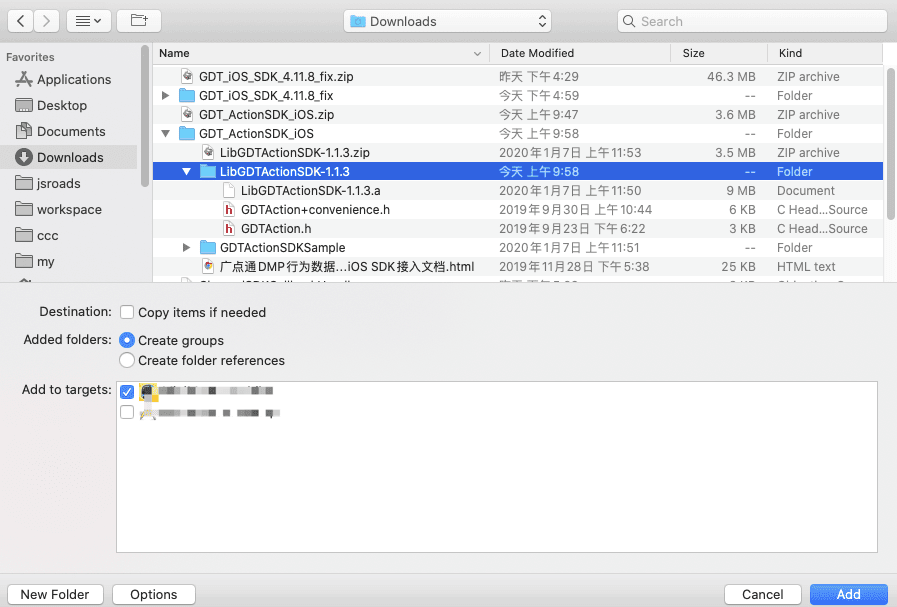 Downloads
Search
Favorites
Applications
Desktop
Documents
Downloads
jsroads
workspace
ccc
my
Name Date Modified Size Kind
GDT_iOS_SDK_4.11.8_fix.zip 昨天 下午4:29 46.3 MB ZIP archive
GDT_iOS_SDK_4.11.8_fix 今天 下午4:59 -- Folder
GDT_ActionSDK_iOS.zip 今天 上午9:47 3.6 MB ZIP archive
GDT_ActionSDK_iOS 今天 上午9:58 -- Folder
LibGDTActionSDK-1.1.3.zip 2020年1月7日 上午11:53 3.5 MB ZIP archive
LibGDTActionSDK-1.1.3 今天 上午9:58 -- Folder
LibGDTActionSDK-1.1.3.a 2020年1月7日 上午11:50 9 MB Document
GDTAction+convenience.h 2019年9月30日 上午10:44 6 KB C Head...Source
GDTAction.h 2019年9月23日 下午6:22 3 KB C Head...Source
GDTActionSDKSample 2020年1月7日 上午11:51 -- Folder
广点通DMP行为数据...iOS SDK接入文档.html 2019年11月28日 下午5:38 25 KB HTML text
Destination: Copy items if needed
Added folders: Create groups
Create folder references
Add to targets:
New Folder Options Cancel Add